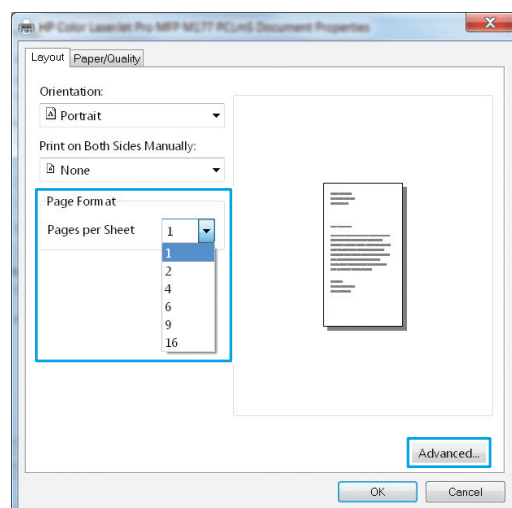 HP Color LaserJet Pro MFP M177 PCLmS Document Properties
Layout Paper/Quality
Orientation:
Portrait
Print on Both Sides Manually:
None
Page Format
Pages per Sheet 1
1
2
4
6
9
16
Advanced...
OK Cancel